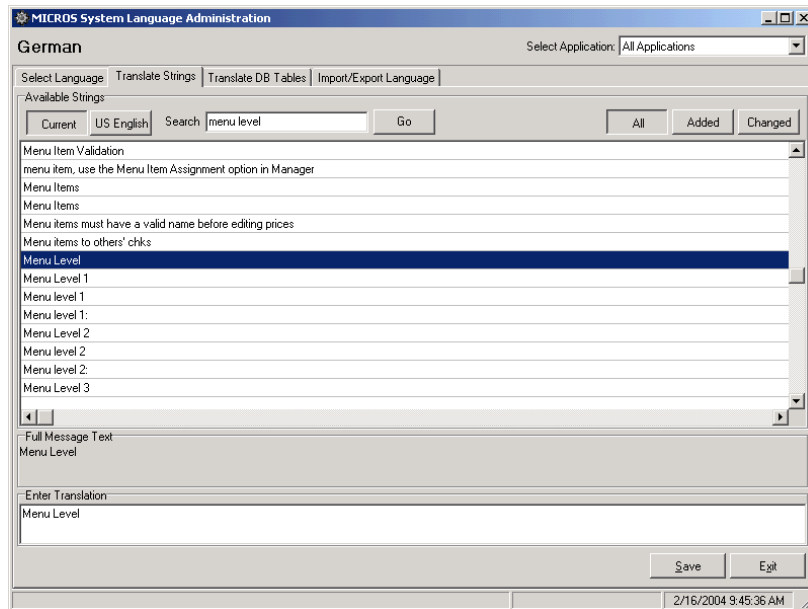 MICROS System Language Administration
German
Select Application: All Applications
Select Language Translate Strings Translate DB Tables Import/Export Language
Available Strings
Current US English Search menu level Go All Added Changed
Menu Item Validation
menu item, use the Menu Item Assignment option in Manager
Menu Items
Menu Items
Menu items must have a valid name before editing prices
Menu items to others' chks
Menu Level
Menu Level 1
Menu level 1
Menu level 1:
Menu Level 2
Menu level 2
Menu level 2:
Menu Level 3
Full Message Text
Menu Level
Enter Translation
Menu Level
Save Exit
2/16/2004 9:45:36 AM